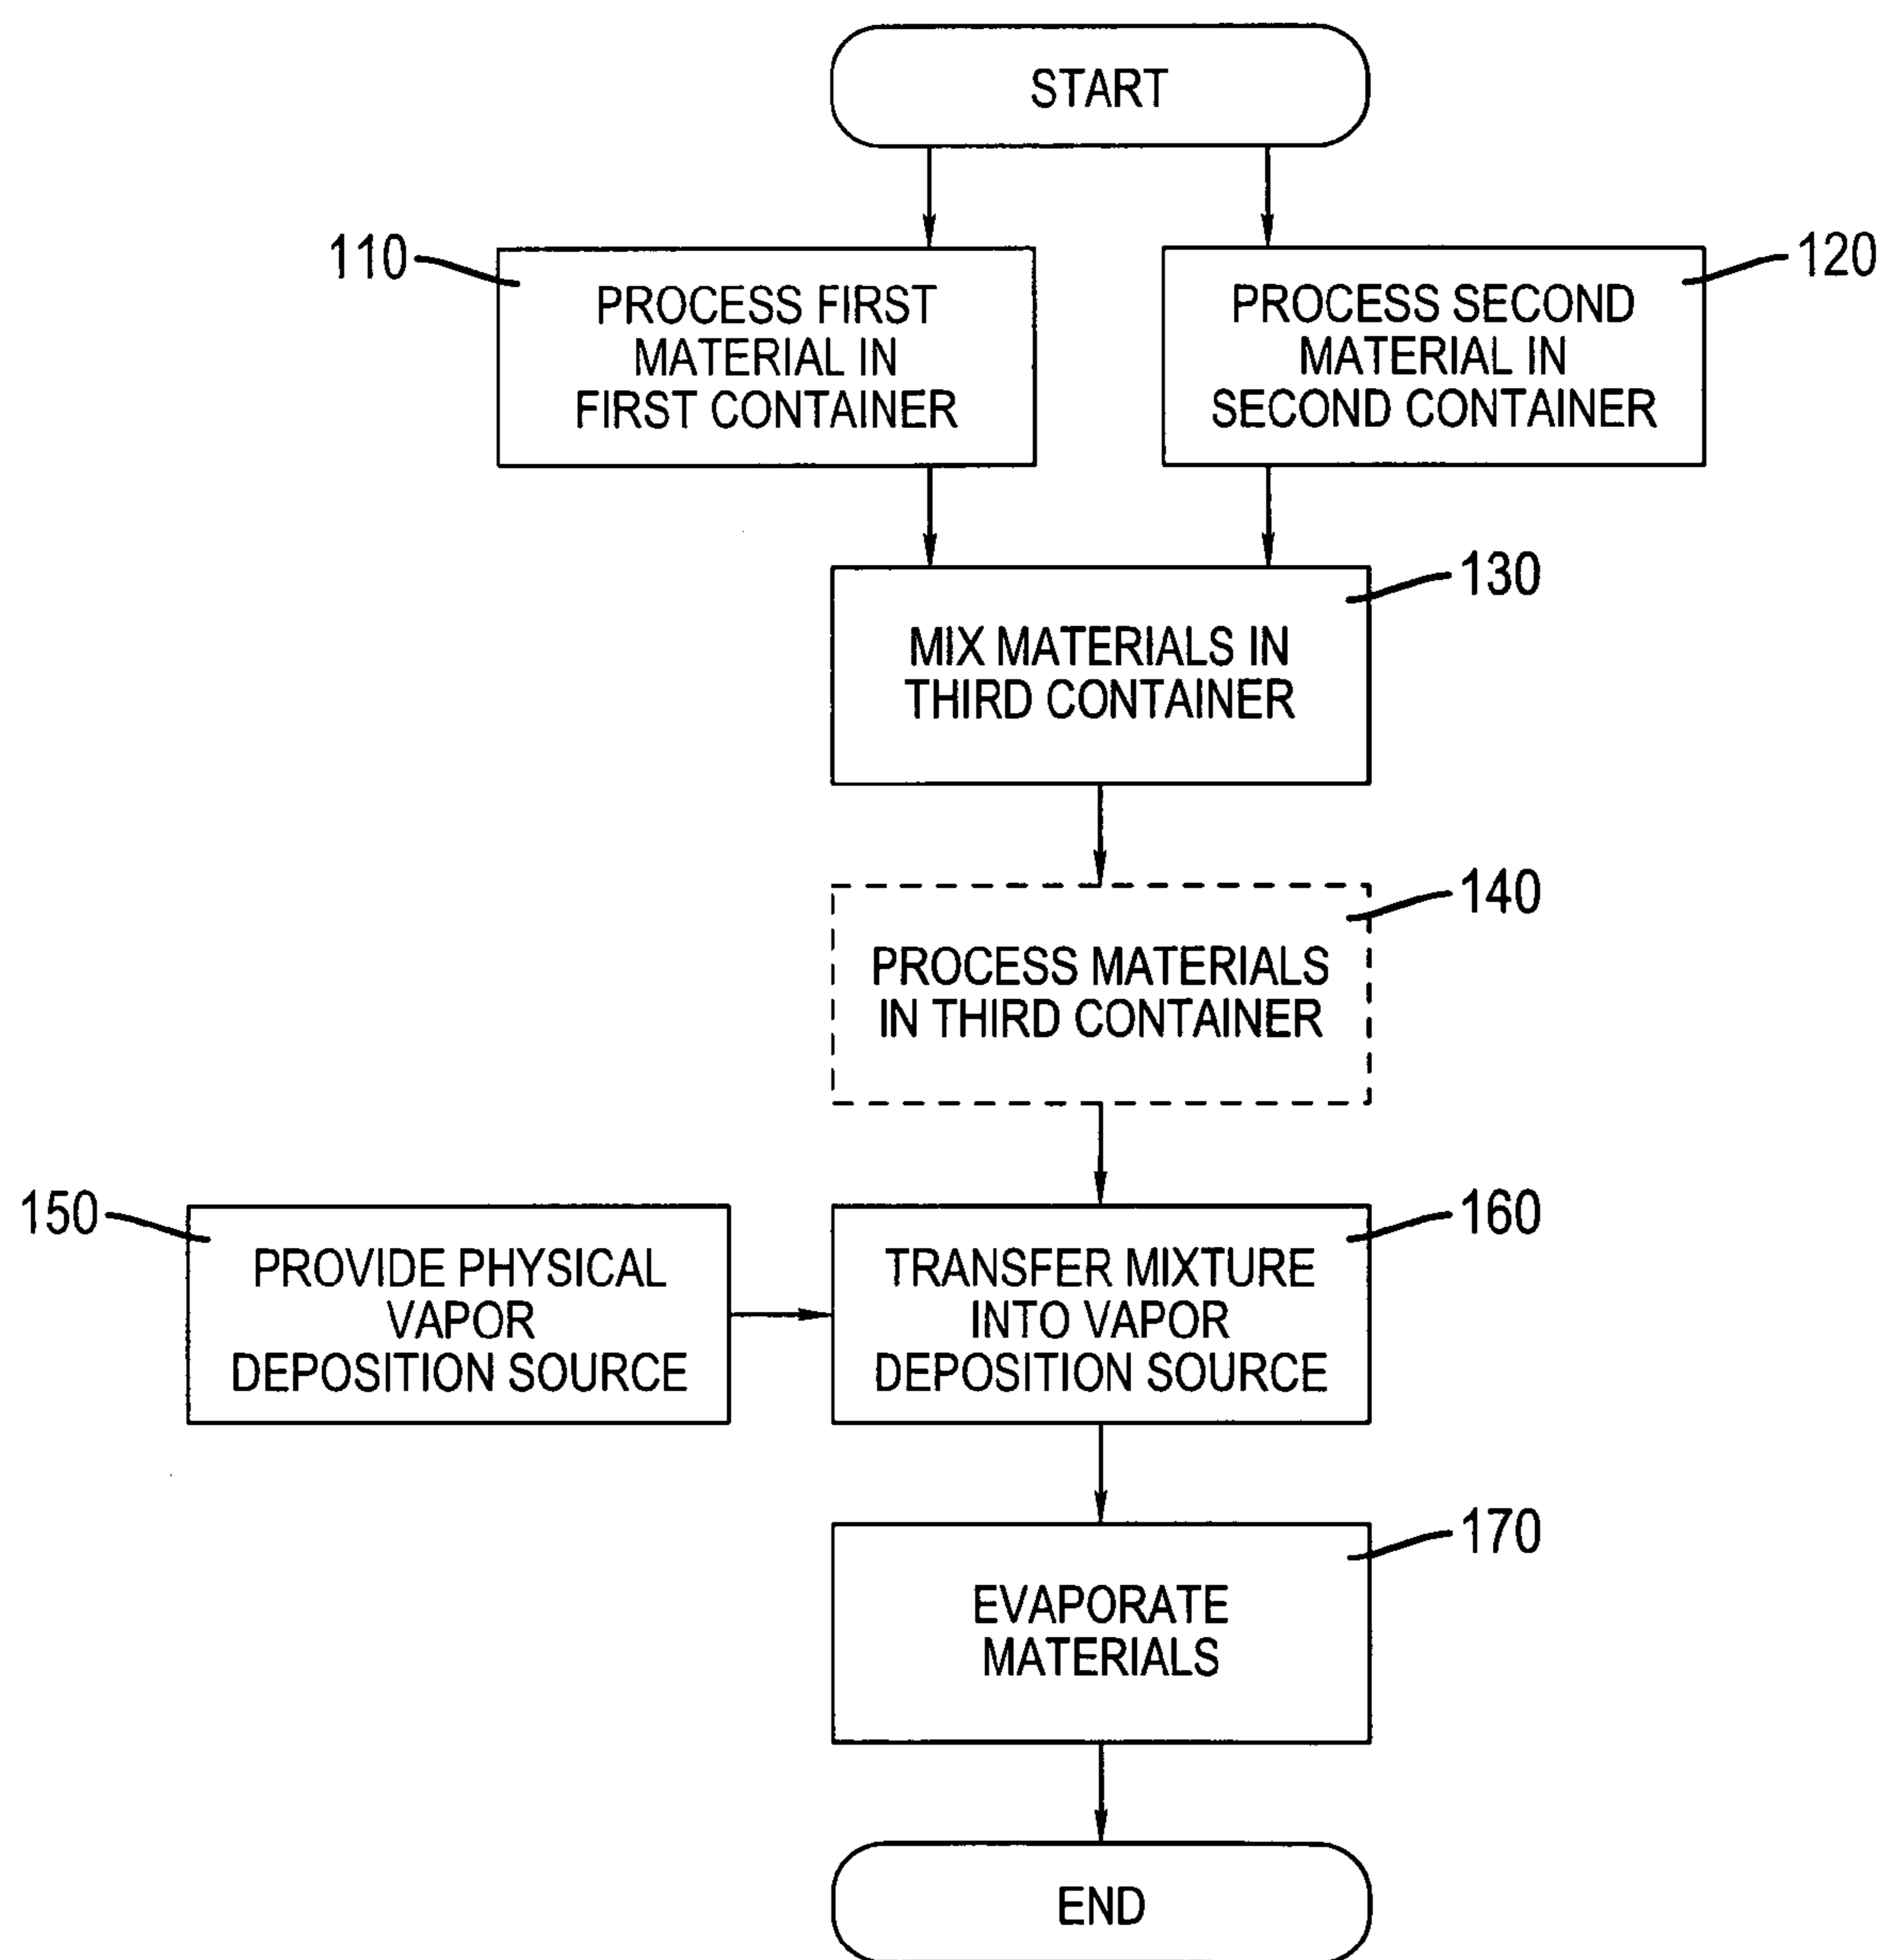 START
110
PROCESS FIRST
MATERIAL IN
FIRST CONTAINER
120
PROCESS SECOND
MATERIAL IN
SECOND CONTAINER
130
MIX MATERIALS IN
THIRD CONTAINER
140
PROCESS MATERIALS
IN THIRD CONTAINER
150
PROVIDE PHYSICAL
VAPOR
DEPOSITION SOURCE
160
TRANSFER MIXTURE
INTO VAPOR
DEPOSITION SOURCE
170
EVAPORATE
MATERIALS
END